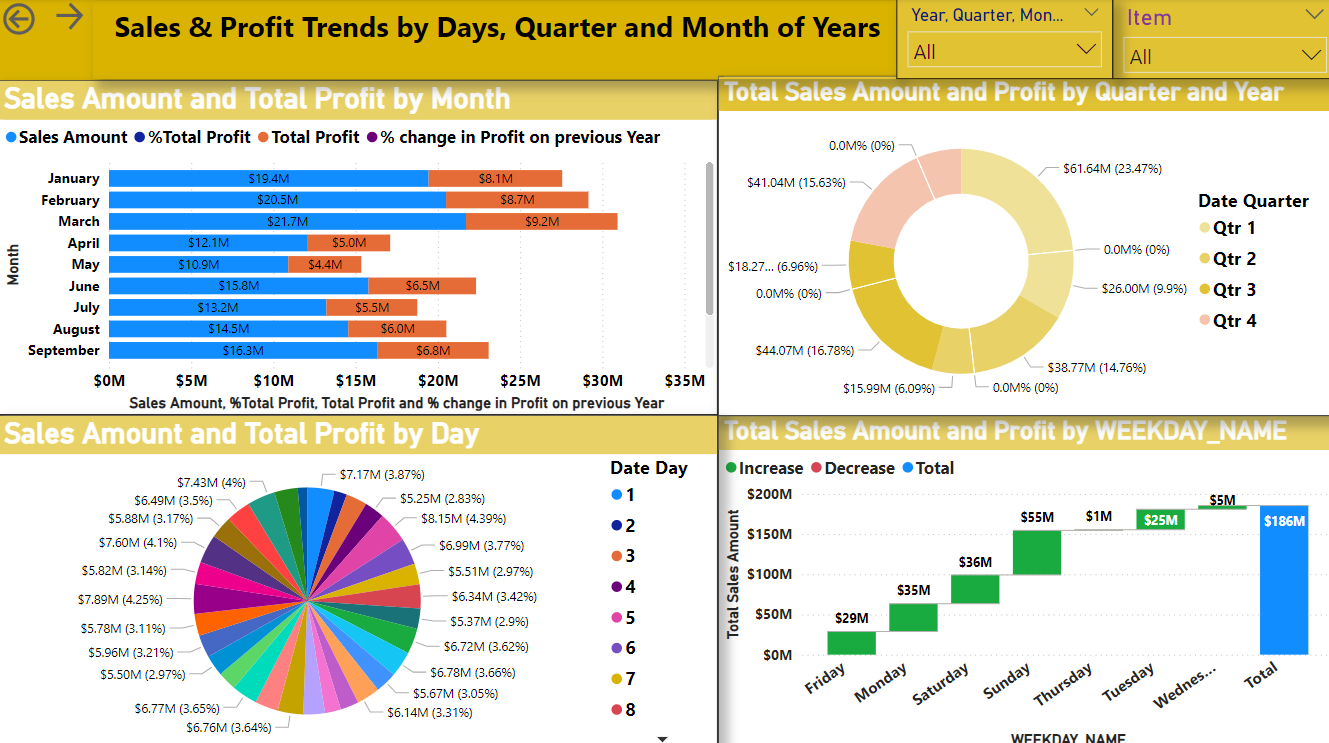 Sales & Profit Trends by Days, Quarter and Month of Years
Year, Quarter, Mon...
All
Item
All
Sales Amount and Total Profit by Month
Sales Amount %Total Profit Total Profit % change in Profit on previous Year
Month
January $19.4M $8.1M
February $20.5M $8.7M
March $21.7M $9.2M
April $12.1M $5.0M
May $10.9M $4.4M
June $15.8M $6.5M
July $13.2M $5.5M
August $14.5M $6.0M
September $16.3M $6.8M
$0M $5M $10M $15M $20M $25M $30M $35M
Sales Amount, %Total Profit, Total Profit and % change in Profit on previous Year
Total Sales Amount and Profit by Quarter and Year
0.0M% (0%)
$61.64M (23.47%)
$41.04M (15.63%)
0.0M% (0%)
$18.27... (6.96%)
0.0M% (0%)
$26.00M (9.9%)
$44.07M (16.78%)
$38.77M (14.76%)
$15.99M (6.09%)
0.0M% (0%)
Date Quarter
Qtr 1
Qtr 2
Qtr 3
Qtr 4
Sales Amount and Total Profit by Day
$7.17M (3.87%)
$7.43M (4%)
$5.25M (2.83%)
$6.49M (3.5%)
$8.15M (4.39%)
$5.88M (3.17%)
$6.99M (3.77%)
$7.60M (4.1%)
$5.51M (2.97%)
$5.82M (3.14%)
$6.34M (3.42%)
$7.89M (4.25%)
$5.37M (2.9%)
$5.78M (3.11%)
$6.72M (3.62%)
$5.96M (3.21%)
$6.78M (3.66%)
$5.50M (2.97%)
$5.67M (3.05%)
$6.77M (3.65%)
$6.14M (3.31%)
$6.76M (3.64%)
Date Day
1
2
3
4
5
6
7
8
Total Sales Amount and Profit by WEEKDAY_NAME
Increase Decrease Total
Total Sales Amount
$200M
$150M
$100M
$50M
$0M
$29M
$35M
$36M
$55M
$1M
$25M
$5M
$186M
Friday
Monday
Saturday
Sunday
Thursday
Tuesday
Wednes...
Total
WEEKDAY_NAME